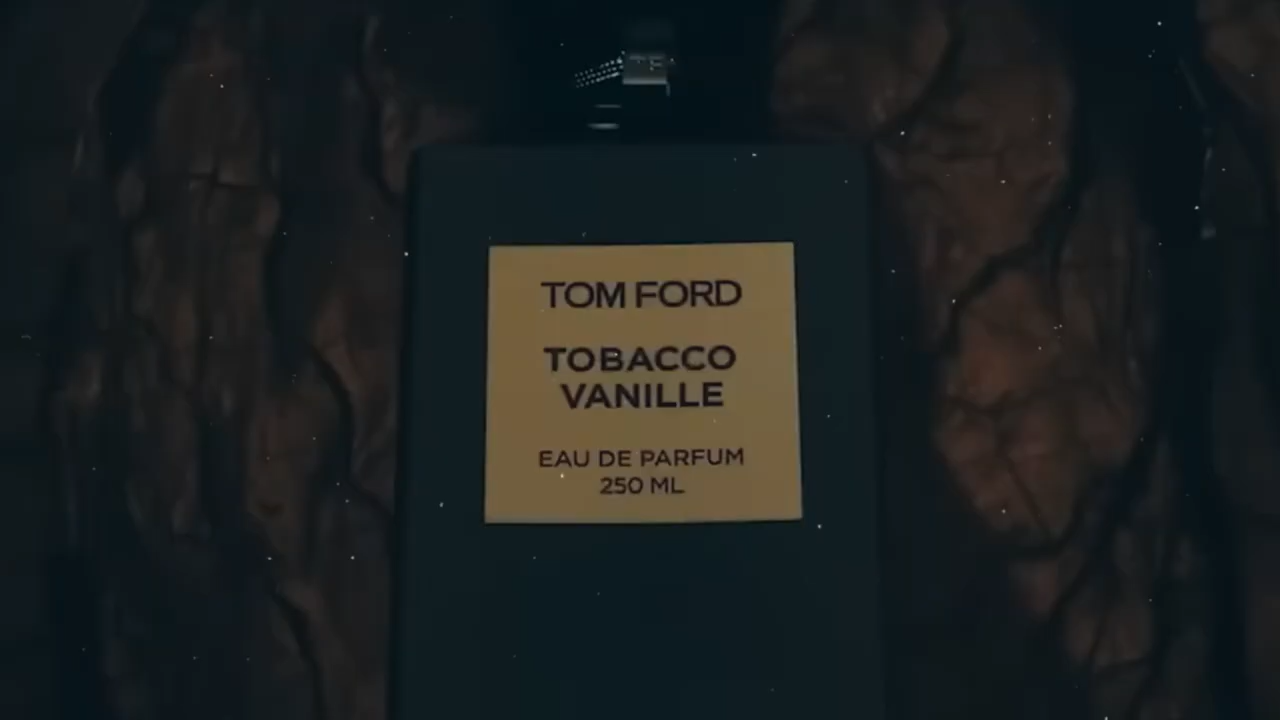 TOM FORD
TOBACCO
VANILLE
EAU DE PARFUM
250 ML